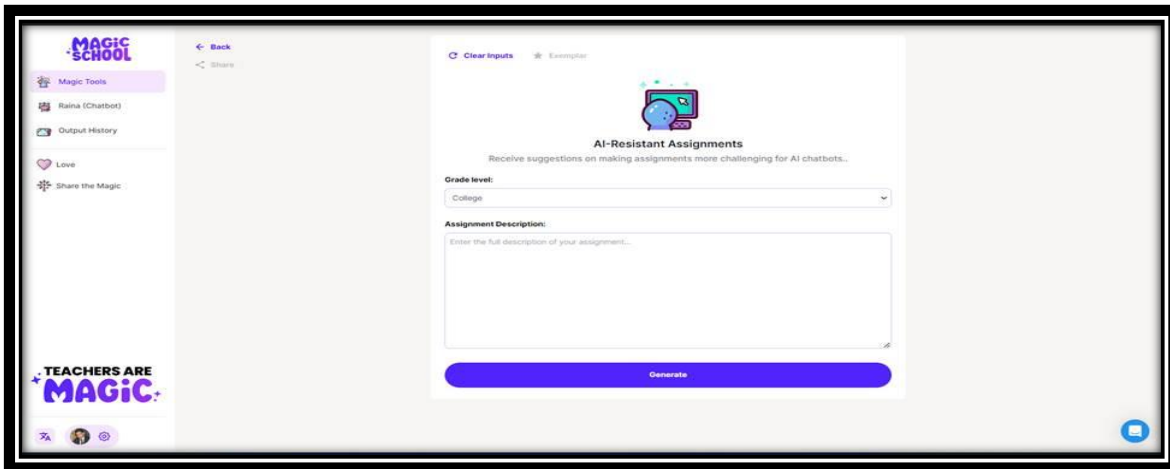 MAGiC
SCHOOL
Magic Tools
Raina (Chatbot)
Output History
Love
Share the Magic
TEACHERS ARE
MAGiC
Back
Share
Clear Inputs
Exemplar
AI-Resistant Assignments
Receive suggestions on making assignments more challenging for AI chatbots..
Grade level:
College
Assignment Description:
Enter the full description of your assignment...
Generate